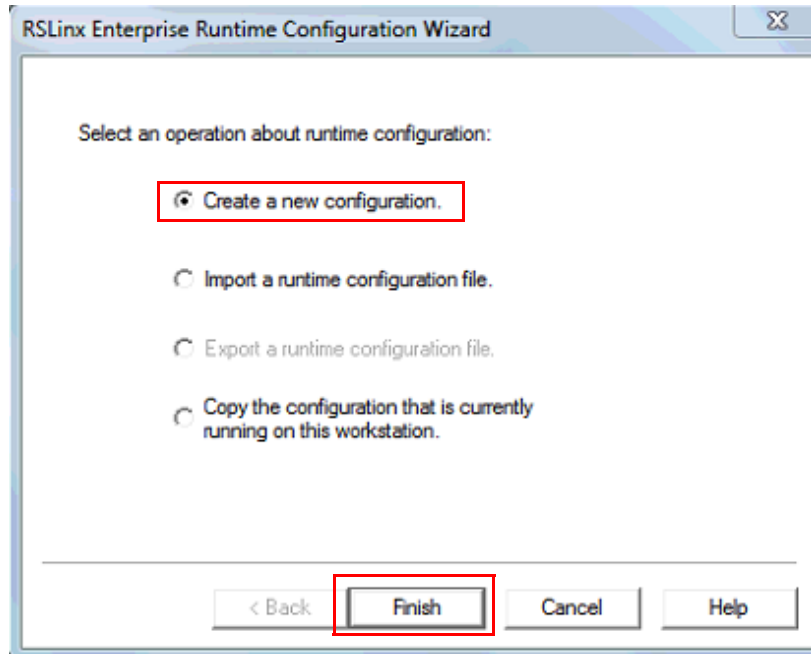 RSLinx Enterprise Runtime Configuration Wizard
Select an operation about runtime configuration:
Create a new configuration.
Import a runtime configuration file.
Export a runtime configuration file.
Copy the configuration that is currently
running on this workstation.
< Back Finish Cancel Help